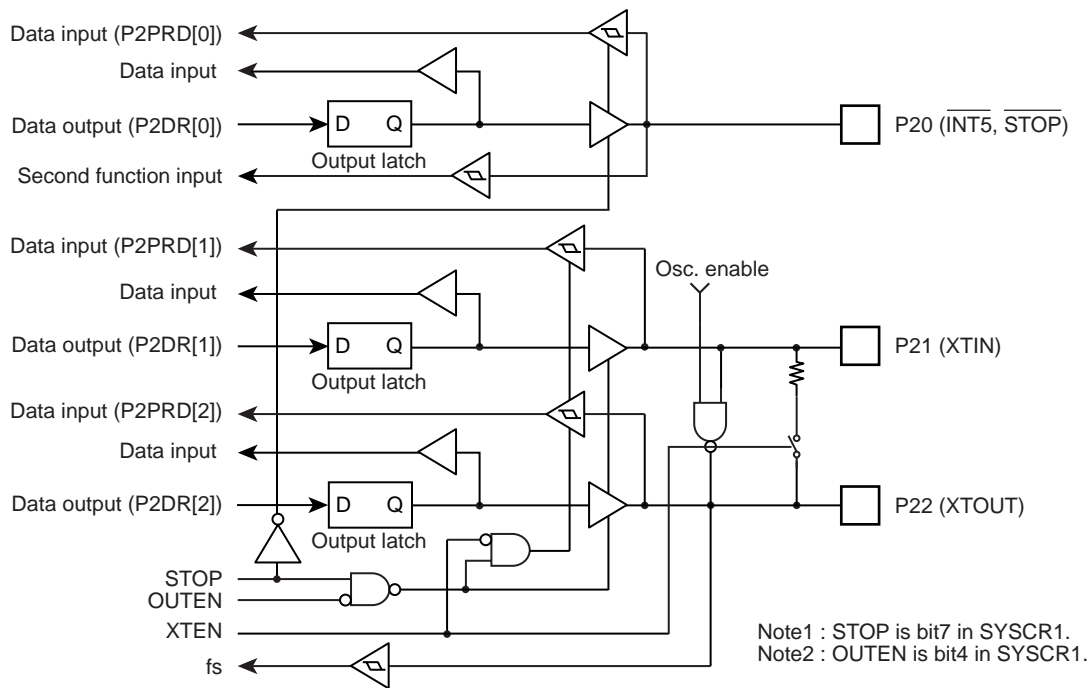 Data input (P2PRD[0])
Data input
Data output (P2DR[0])
D Q
Output latch
P20 (INT5, STOP)
Second function input
Data input (P2PRD[1])
Osc. enable
Data input
Data output (P2DR[1])
D Q
Output latch
P21 (XTIN)
Data input (P2PRD[2])
Data input
Data output (P2DR[2])
D Q
Output latch
P22 (XTOUT)
STOP
OUTEN
XTEN
fs
Note1 : STOP is bit7 in SYSCR1.
Note2 : OUTEN is bit4 in SYSCR1.